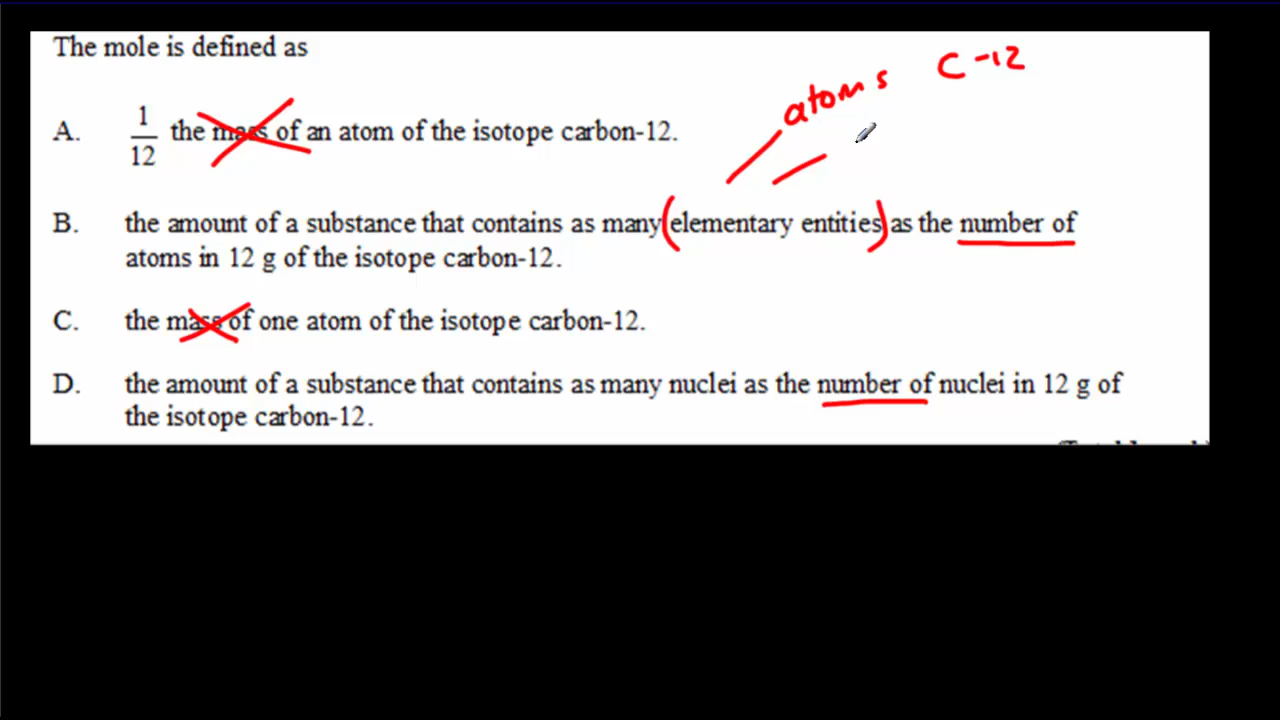 The mole is defined as
atoms C-12
A. 1/12 the mass of an atom of the isotope carbon-12.
B. the amount of a substance that contains as many (elementary entities) as the number of
atoms in 12 g of the isotope carbon-12.
C. the mass of one atom of the isotope carbon-12.
D. the amount of a substance that contains as many nuclei as the number of nuclei in 12 g of
the isotope carbon-12.